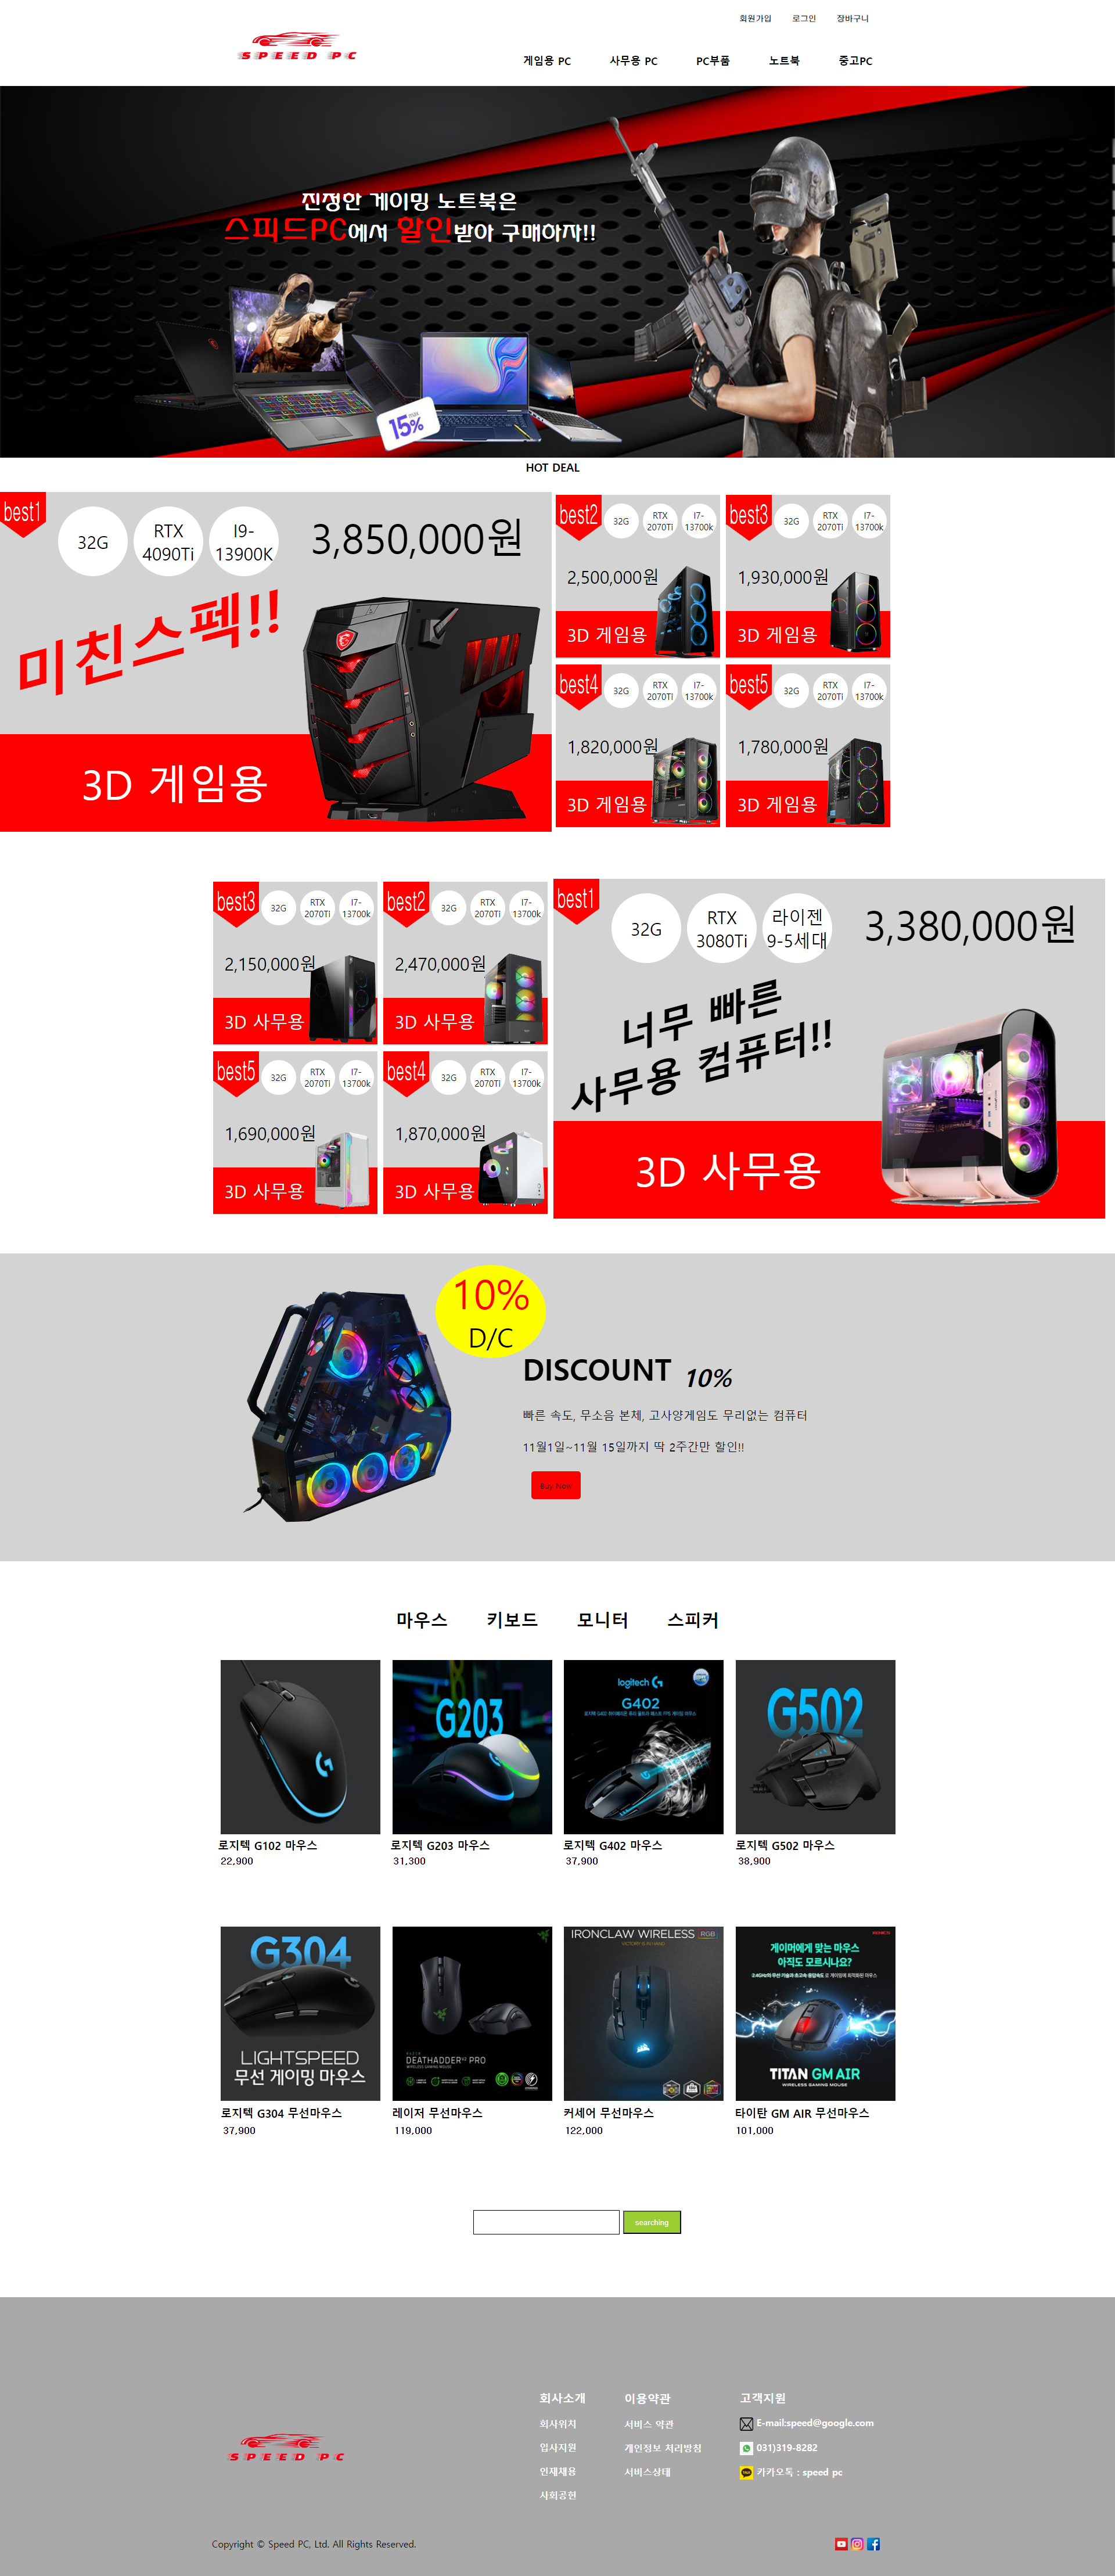 회원가입 로그인 장바구니
SPEED PC
게임용 PC 사무용 PC PC부품 노트북 중고PC
진정한 게이밍 노트북은
스피드PC에서 할인받아 구매하자!!
max
15%
HOT DEAL
best1
32G
RTX 4090Ti
I9-13900K
3,850,000원
미친스펙!!
3D 게임용
best2
32G
RTX 2070Ti
I7-13700k
2,500,000원
3D 게임용
best3
32G
RTX 2070Ti
I7-13700k
1,930,000원
3D 게임용
best4
32G
RTX 2070Ti
I7-13700k
1,820,000원
3D 게임용
best5
32G
RTX 2070Ti
I7-13700k
1,780,000원
3D 게임용
best3
32G
RTX 2070Ti
I7-13700k
2,150,000원
3D 사무용
best2
32G
RTX 2070Ti
I7-13700k
2,470,000원
3D 사무용
best5
32G
RTX 2070Ti
I7-13700k
1,690,000원
3D 사무용
best4
32G
RTX 2070Ti
I7-13700k
1,870,000원
3D 사무용
best1
32G
RTX 3080Ti
라이젠 9-5세대
3,380,000원
너무 빠른
사무용 컴퓨터!!
3D 사무용
10%
D/C
DISCOUNT 10%
빠른 속도, 무소음 본체, 고사양게임도 무리없는 컴퓨터
11월1일~11월 15일까지 딱 2주간만 할인!!
Buy Now
마우스 키보드 모니터 스피커
G203
logitech G
G402
G502
로지텍 G102 마우스
22,900
로지텍 G203 마우스
31,300
로지텍 G402 마우스
37,900
로지텍 G502 마우스
38,900
G304
LIGHTSPEED
무선 게이밍 마우스
DEATHADDER V2 PRO
WIRELESS GAMING MOUSE
IRONCLAW WIRELESS RGB
게이머에게 맞는 마우스
아직도 모르시나요?
TITAN GM AIR
WIRELESS GAMING MOUSE
로지텍 G304 무선마우스
37,900
레이저 무선마우스
119,000
커세어 무선마우스
122,000
타이탄 GM AIR 무선마우스
101,000
searching
SPEED PC
회사소개
회사위치
입사지원
인재채용
사회공헌
이용약관
서비스 약관
개인정보 처리방침
서비스상태
고객지원
E-mail:speed@google.com
031)319-8282
카카오톡 : speed pc
Copyright © Speed PC, Ltd. All Rights Reserved.